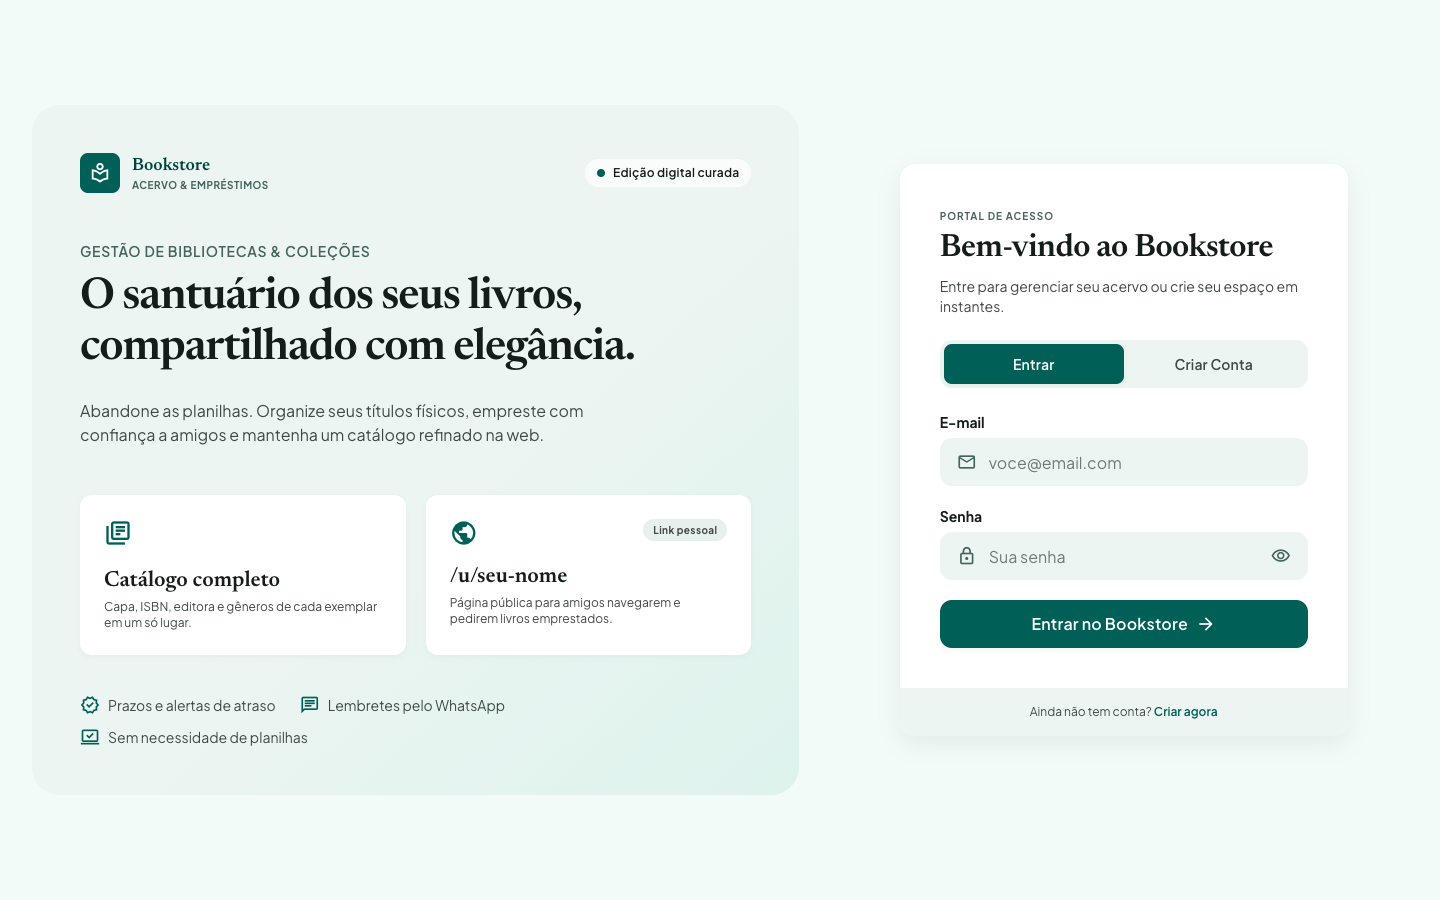 Bookstore
ACERVO & EMPRÉSTIMOS
Edição digital curada
GESTÃO DE BIBLIOTECAS & COLEÇÕES
O santuário dos seus livros,
compartilhado com elegância.
Abandone as planilhas. Organize seus títulos físicos, empreste com
confiança a amigos e mantenha um catálogo refinado na web.
Catálogo completo
Capa, ISBN, editora e gêneros de cada exemplar
em um só lugar.
Link pessoal
/u/seu-nome
Página pública para amigos navegarem e
pedirem livros emprestados.
Prazos e alertas de atraso
Lembretes pelo WhatsApp
Sem necessidade de planilhas
PORTAL DE ACESSO
Bem-vindo ao Bookstore
Entre para gerenciar seu acervo ou crie seu espaço em
instantes.
Entrar
Criar Conta
E-mail
voce@email.com
Senha
Sua senha
Entrar no Bookstore
Ainda não tem conta? Criar agora